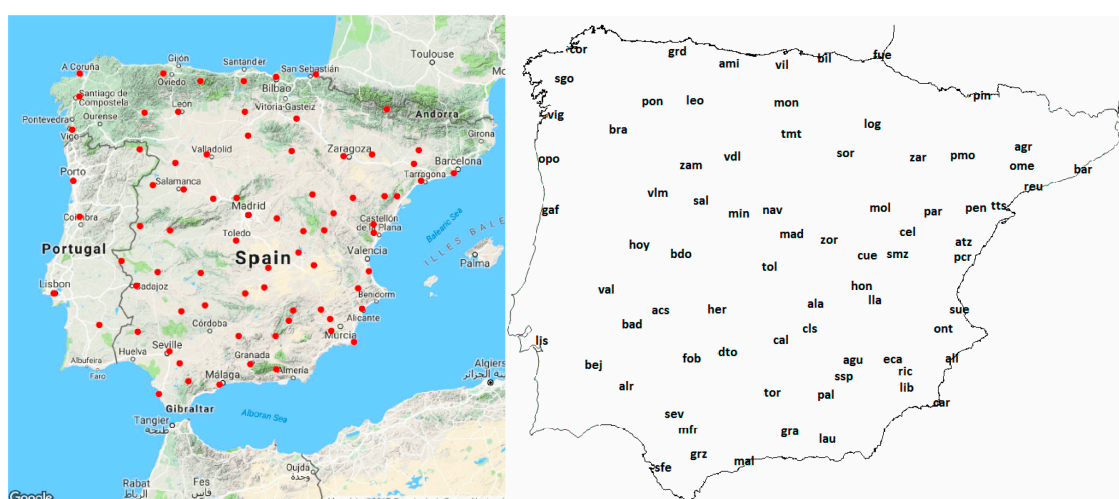 Toulouse
Gijón
A Coruña
Santander
San Sebastián
Oviedo
Bilbao
Santiago de
Compostela
León
Vitoria-Gasteiz
Andorra
Pontevedra
Ourense
Girona
Vigo
Valladolid
Zaragoza
Barcelona
Porto
Tarragona
Salamanca
Madrid
Coimbra
Castellón
de la Plana
Balearic Sea
ILLES BALE
Toledo
Portugal
Spain
Valencia
Palma
Lisbon
Badajoz
Benidorm
Alicante
Córdoba
Murcia
Seville
Albufeira
Huelva
Granada
Faro
Almería
Algiers
Málaga
Gibraltar
Alboran Sea
Tangier
طنجة
Oujda
وجدة
Rabat
الرباط
Fes
فاس
Google
cor grd ami vil bil fue
sgo
pin
vig pon leo mon
bra tmt log
opo zam vdl sor zar pmo agr
ome bar
reu
vlm sal
gaf min nav mol par pen tts
hoy bdo mad zor cel atz
cue smz pcr
tol
val hon
acs her ala lla sue
bad cls ont
lis cal
bej fob dto agu eca all
ssp ric
alr tor pal lib
car
sev
mfr gra lau
grz
sfe mal